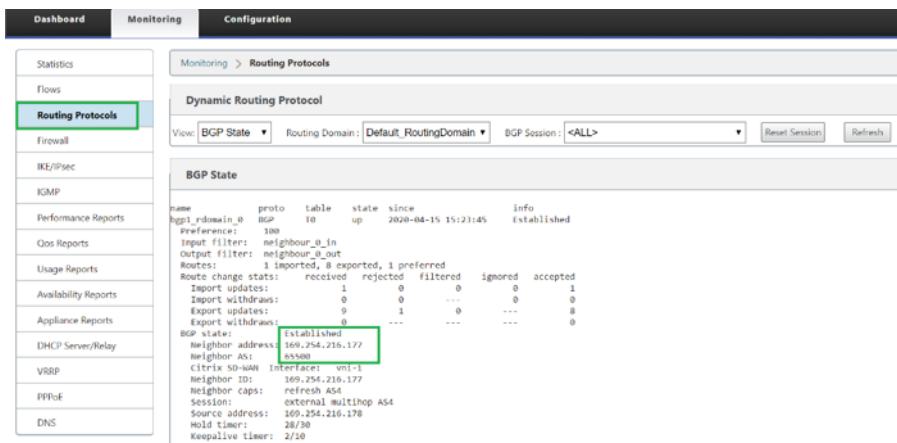 Dashboard Monitoring Configuration
Statistics
Flows
Routing Protocols
Firewall
IKE/IPsec
IGMP
Performance Reports
Qos Reports
Usage Reports
Availability Reports
Appliance Reports
DHCP Server/Relay
VRRP
PPPoE
DNS
Monitoring > Routing Protocols
Dynamic Routing Protocol
View: BGP State Routing Domain : Default_RoutingDomain BGP Session : <ALL> Reset Session Refresh
BGP State
name proto table state since info
bgp1_rdomain_0 BGP T0 up 2020-04-15 15:23:45 Established
Preference: 100
Input filter: neighbour_0_in
Output filter: neighbour_0_out
Routes: 1 imported, 8 exported, 1 preferred
Route change stats: received rejected filtered ignored accepted
Import updates: 1 0 0 0 1
Import withdraws: 0 0 --- 0 0
Export updates: 9 1 0 --- 8
Export withdraws: 0 --- --- --- 0
BGP state: Established
Neighbor address: 169.254.216.177
Neighbor AS: 65500
Citrix SD-WAN Interface: vni-1
Neighbor ID: 169.254.216.177
Neighbor caps: refresh AS4
Session: external multihop AS4
Source address: 169.254.216.178
Hold timer: 28/30
Keepalive timer: 2/10